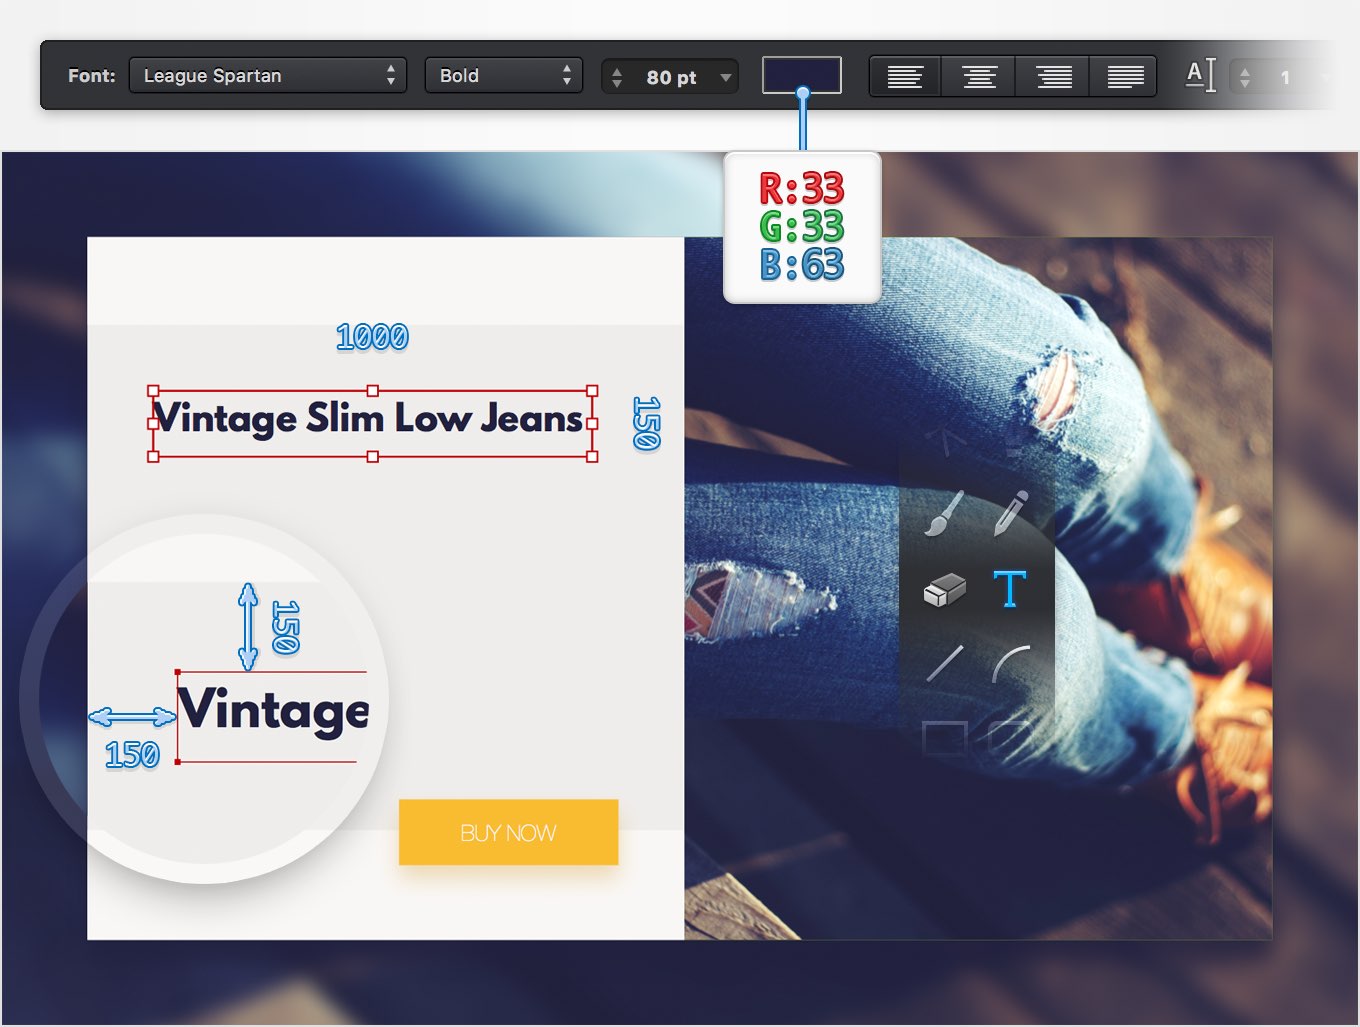 Font: League Spartan Bold 80 pt A 1
R:33
G:33
B:63
1000
Vintage Slim Low Jeans
150
150
Vintage
150
T
BUY NOW